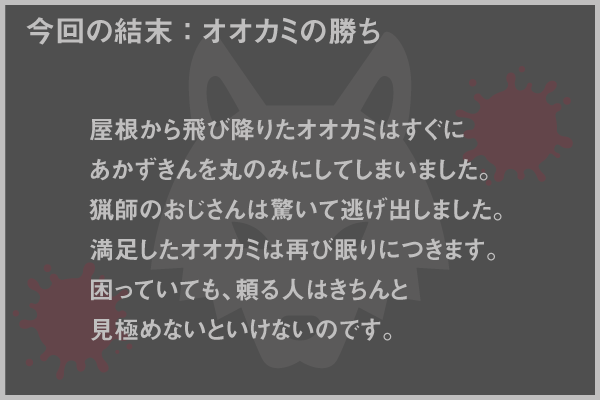 今回の結末：オオカミの勝ち
屋根から飛び降りたオオカミはすぐに
あかずきんを丸のみにしてしまいました。
猟師のおじさんは驚いて逃げ出しました。
満足したオオカミは再び眠りにつきます。
困っていても、頼る人はきちんと
見極めないといけないのです。